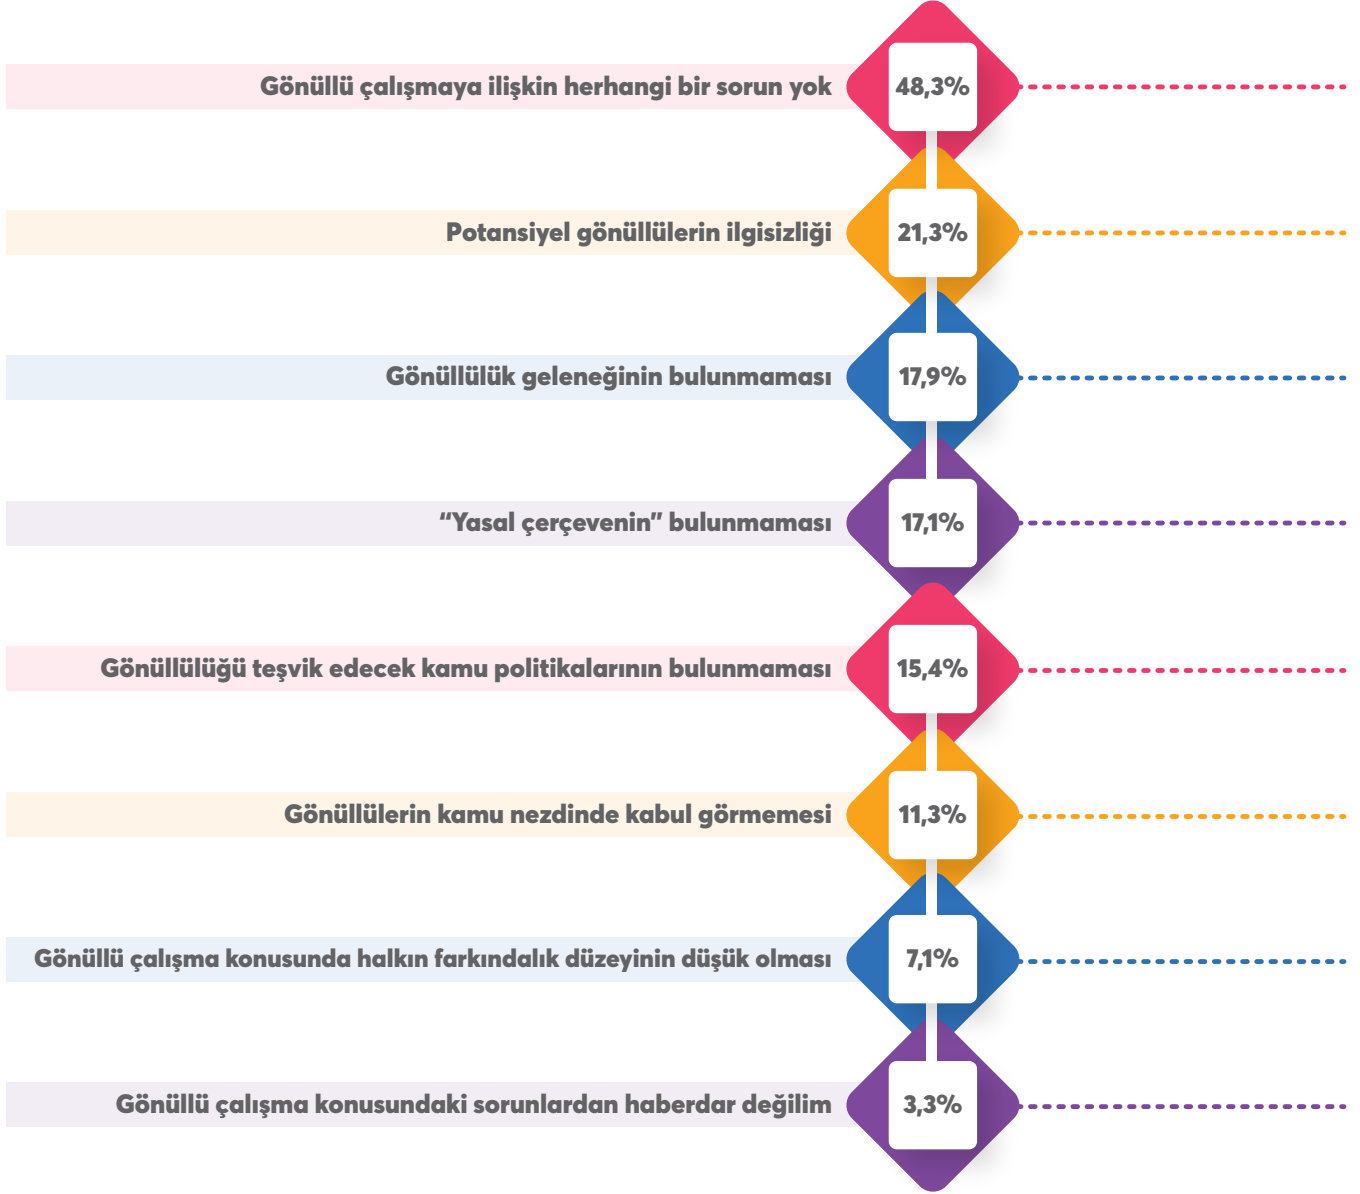 Gönüllü çalışmaya ilişkin herhangi bir sorun yok 48,3%
Potansiyel gönüllülerin ilgisizliği 21,3%
Gönüllülük geleneğinin bulunmaması 17,9%
“Yasal çerçevenin” bulunmaması 17,1%
Gönüllülüğü teşvik edecek kamu politikalarının bulunmaması 15,4%
Gönüllülerin kamu nezdinde kabul görmemesi 11,3%
Gönüllü çalışma konusunda halkın farkındalık düzeyinin düşük olması 7,1%
Gönüllü çalışma konusundaki sorunlardan haberdar değilim 3,3%